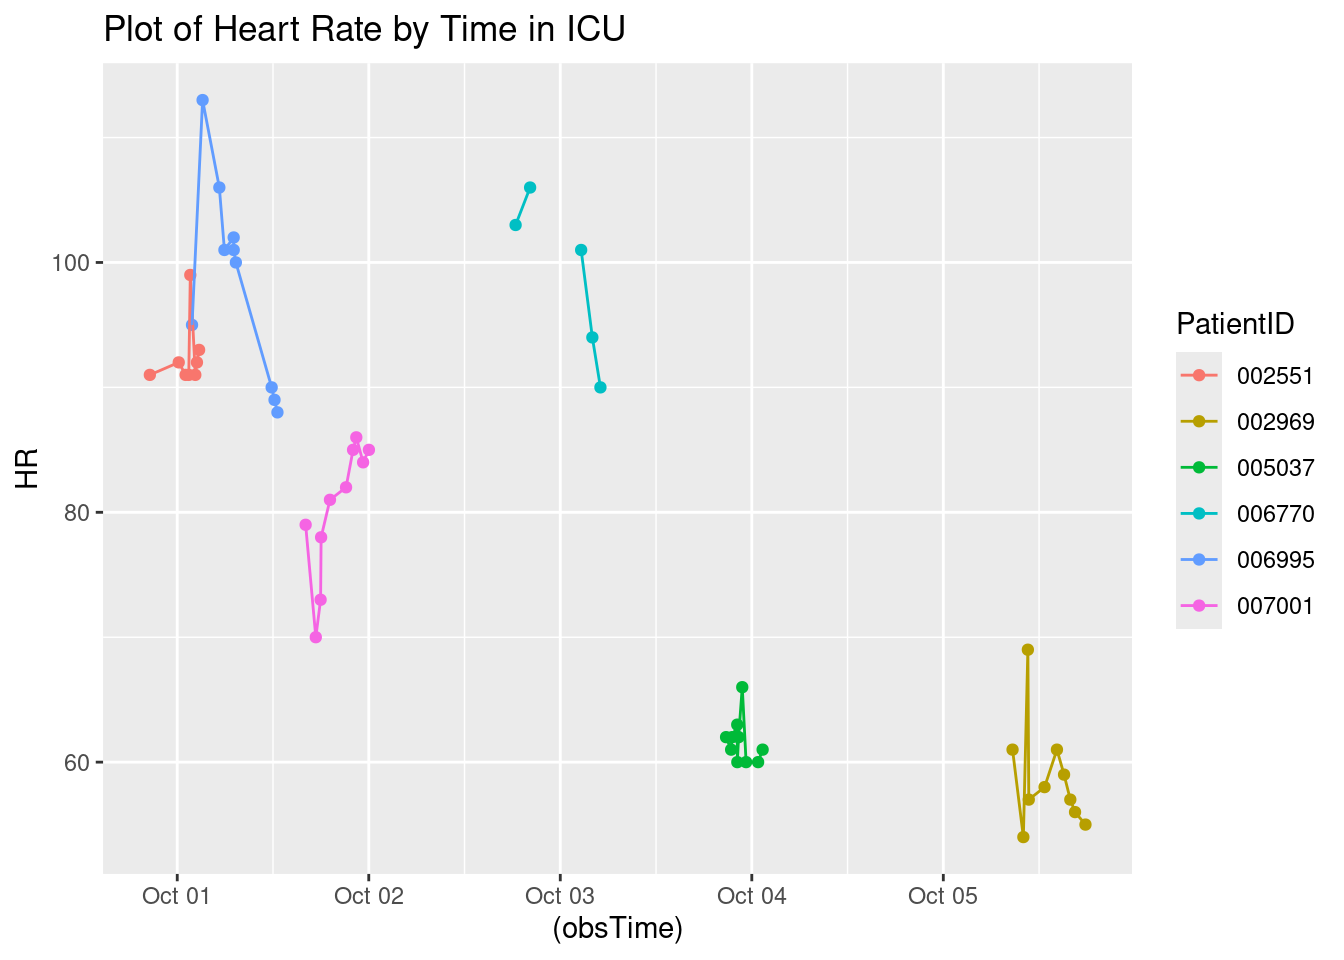 Plot of Heart Rate by Time in ICU
HR
100
80
60
Oct 01
Oct 02
Oct 03
Oct 04
Oct 05
(obsTime)
PatientID
002551
002969
005037
006770
006995
007001